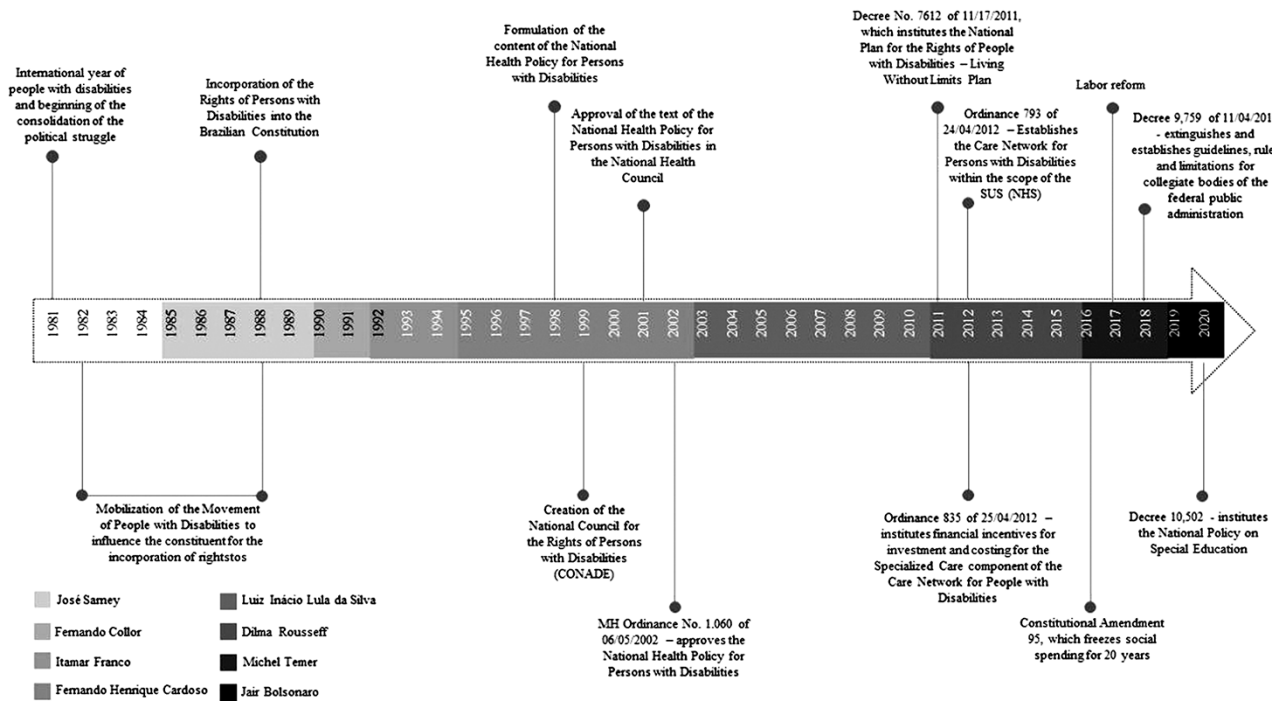 International year of
people with disabilities
and beginning of the
consolidation of the
political struggle
Incorporation of the
Rights of Persons with
Disabilities into the
Brazilian Constitution
Formulation of the
content of the National
Health Policy for Persons
with Disabilities
Approval of the text of the
National Health Policy for
Persons with Disabilities in
the National Health
Council
Decree No. 7612 of 11/17/2011,
which institutes the National
Plan for the Rights of People
with Disabilities – Living
Without Limits Plan
Ordinance 793 of
24/04/2012 – Establishes
the Care Network for
Persons with Disabilities
within the scope of the
SUS (NHS)
Labor reform
Decree 9,759 of 11/04/201
- extinguishes and
establishes guidelines, rule
and limitations for
collegiate bodies of the
federal public
administration
1981 1982 1983 1984 1985 1986 1987 1988 1989 1990 1991 1992 1993 1994 1995 1996 1997 1998 1999 2000 2001 2002 2003 2004 2005 2006 2007 2008 2009 2010 2011 2012 2013 2014 2015 2016 2017 2018 2019 2020
Mobilization of the Movement
of People with Disabilities to
influence the constituent for the
incorporation of rightstos
Creation of the
National Council for
the Rights of Persons
with Disabilities
(CONADE)
MH Ordinance No. 1.060 of
06/05/2002 – approves the
National Health Policy for
Persons with Disabilities
Ordinance 835 of 25/04/2012 –
institutes financial incentives for
investment and costing for the
Specialized Care component of the
Care Network for People with
Disabilities
Constitutional Amendment
95, which freezes social
spending for 20 years
Decree 10,502 - institutes
the National Policy on
Special Education
José Sarney
Fernando Collor
Itamar Franco
Fernando Henrique Cardoso
Luiz Inácio Lula da Silva
Dilma Rousseff
Michel Temer
Jair Bolsonaro